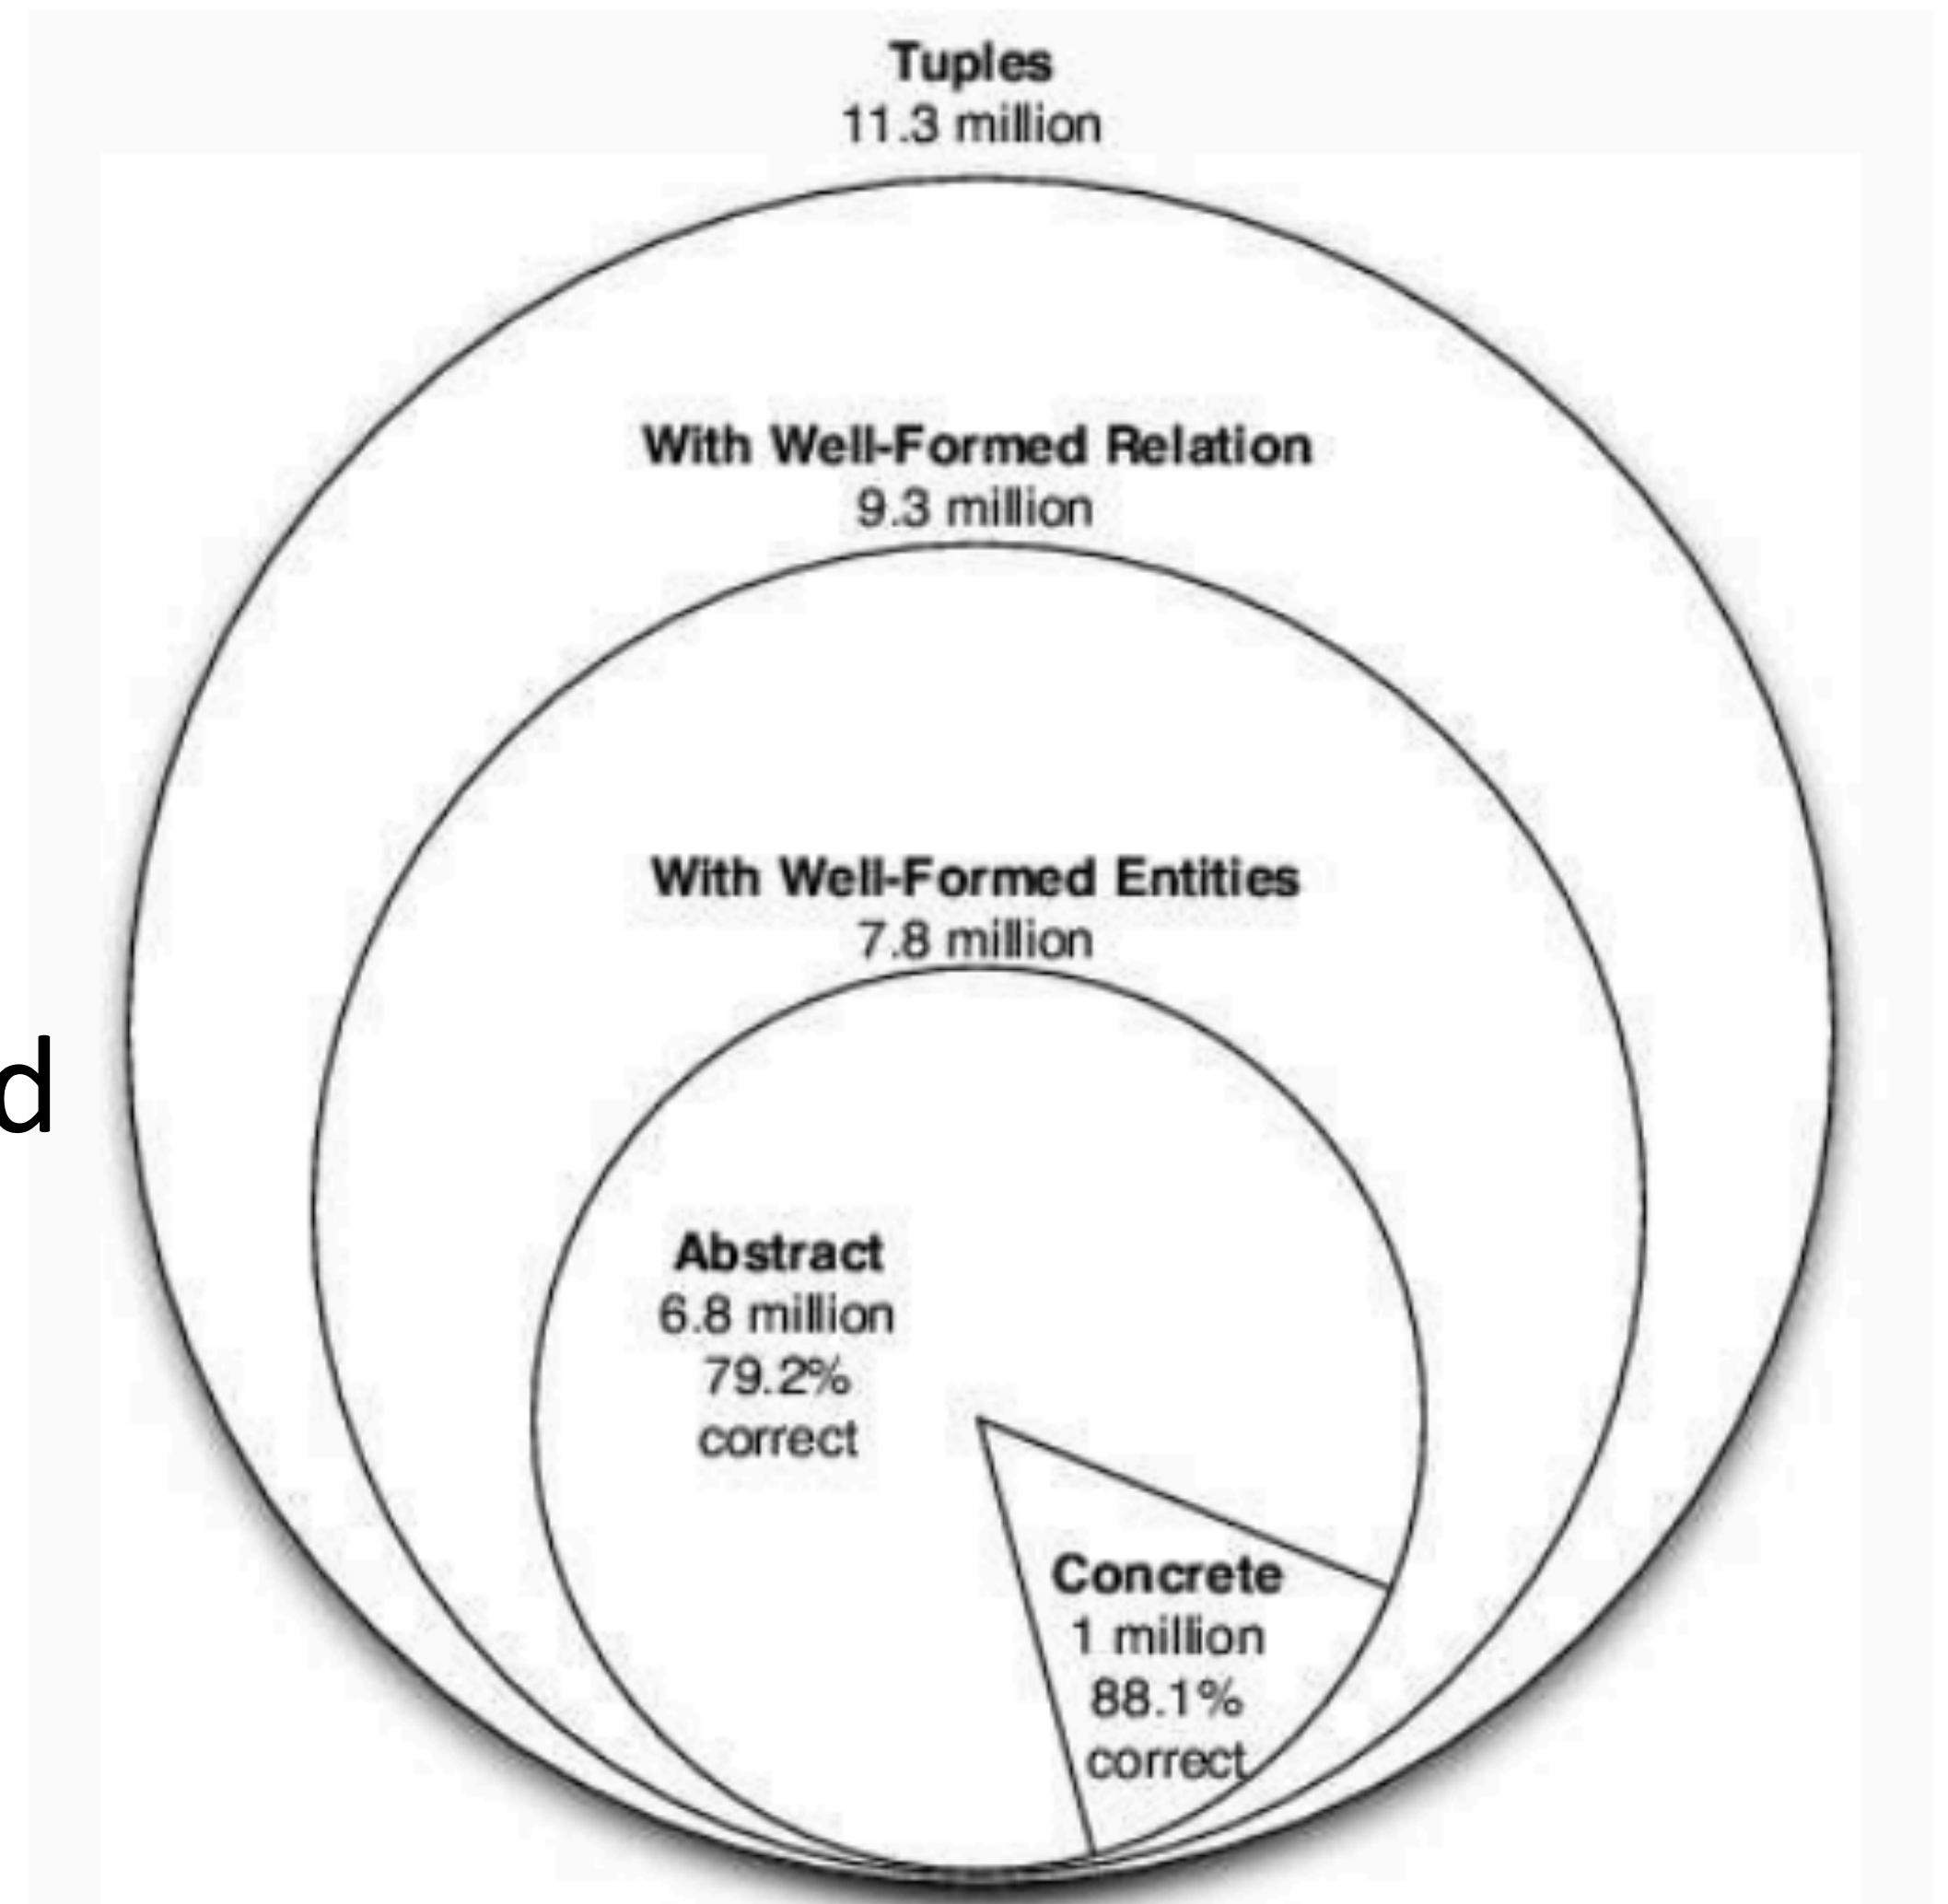 Tuples
11.3 million
With Well-Formed Relation
9.3 million
With Well-Formed Entities
7.8 million
d
Abstract
6.8 million
79.2%
correct
Concrete
1 million
88.1%
correct